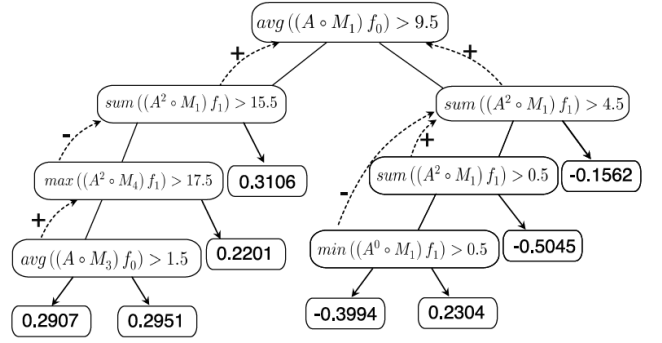 avg ((A ∘ M₁) f₀) > 9.5
+
+
sum ((A² ∘ M₁) f₁) > 15.5
sum ((A² ∘ M₁) f₁) > 4.5
-
+
max ((A² ∘ M₄) f₁) > 17.5
0.3106
sum ((A² ∘ M₁) f₁) > 0.5
-0.1562
+
-
avg ((A ∘ M₃) f₀) > 1.5
0.2201
min ((A⁰ ∘ M₁) f₁) > 0.5
-0.5045
0.2907
0.2951
-0.3994
0.2304